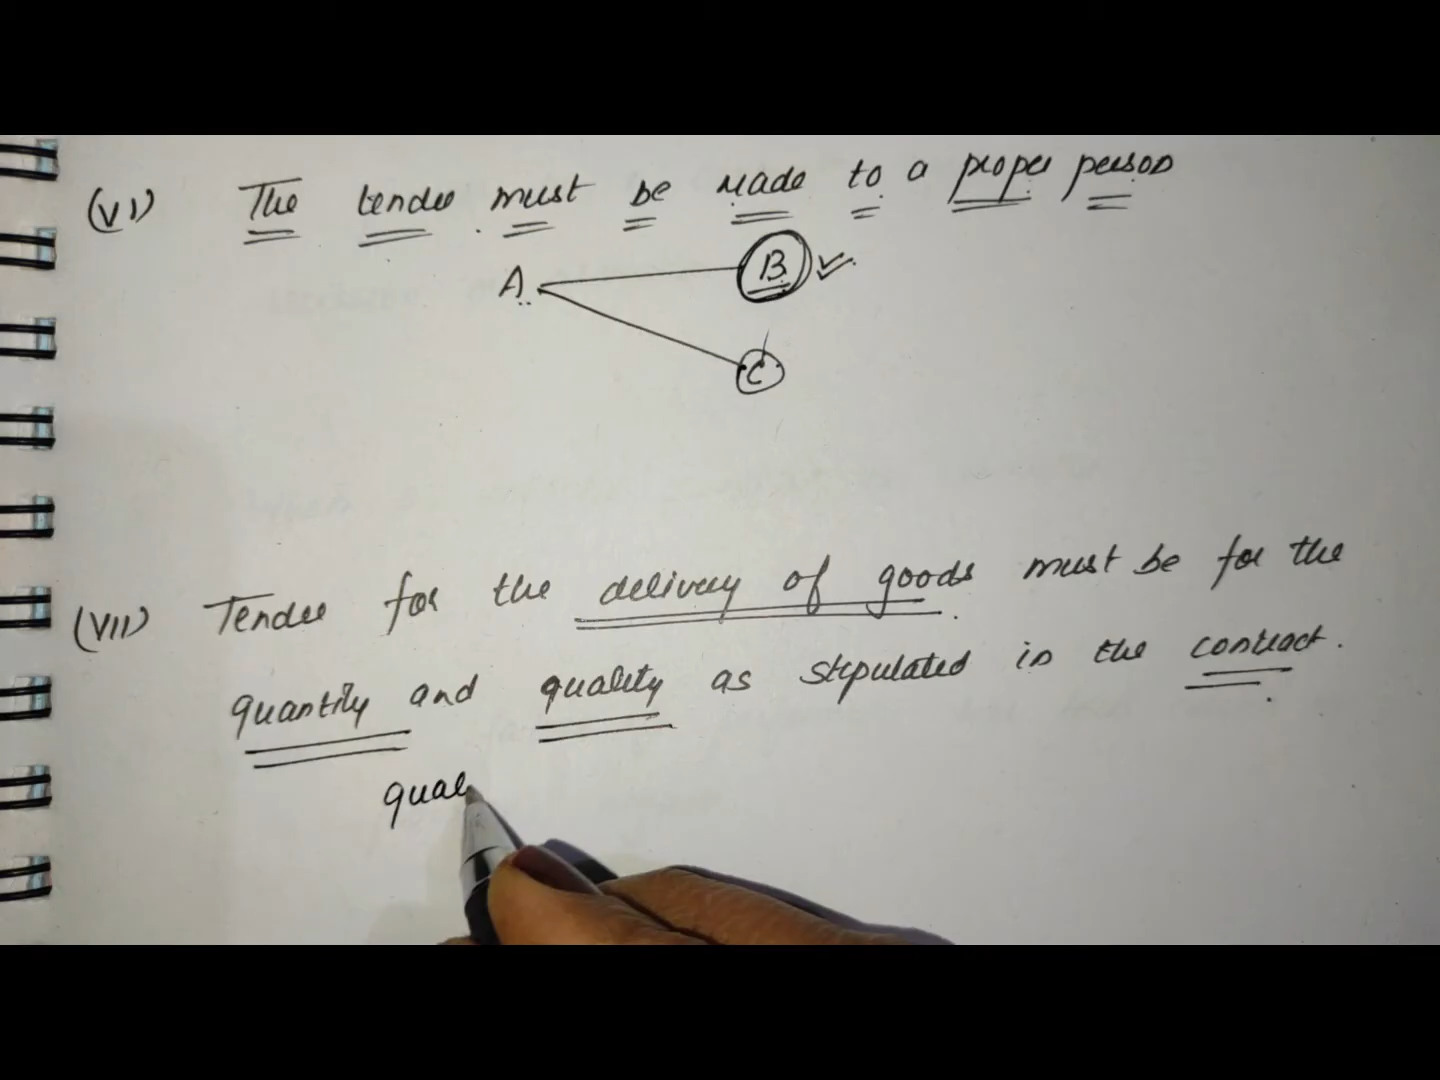 (VI) The tender must be made to a proper person
A B
C
(VII) Tender for the delivery of goods must be for the
quantity and quality as stipulated in the contract.
qual